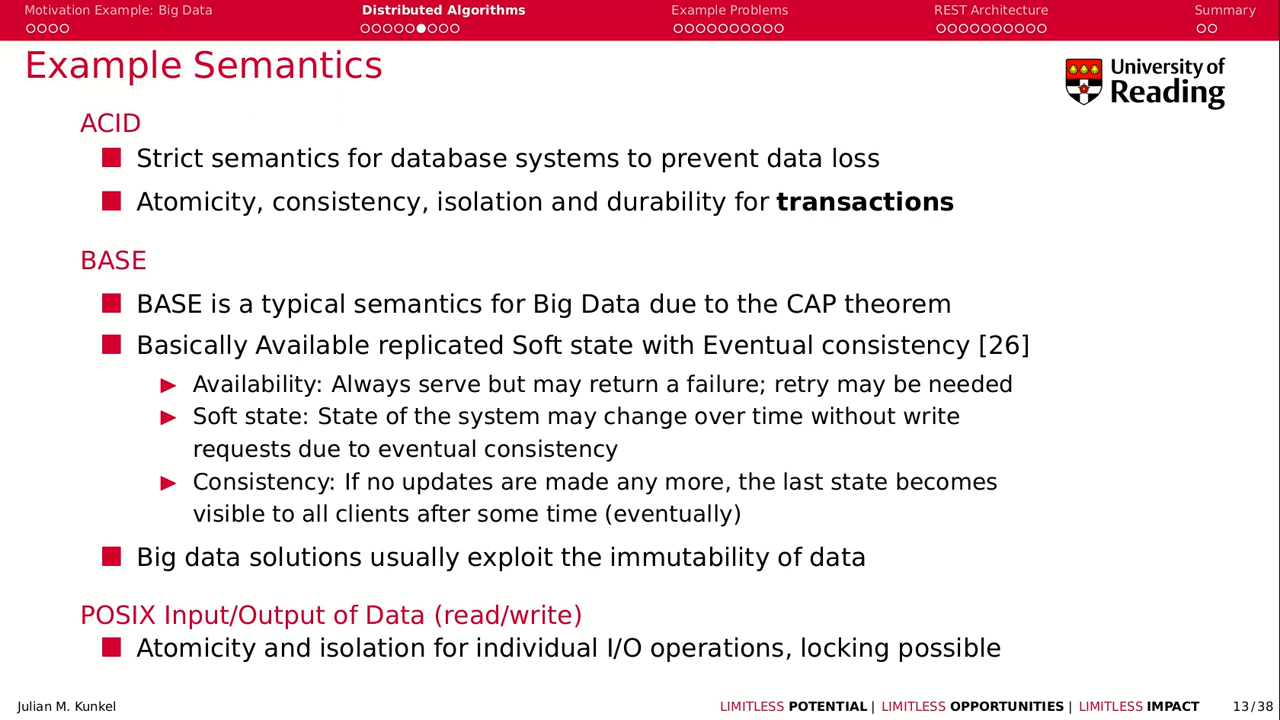 Motivation Example: Big Data
Distributed Algorithms
Example Problems
REST Architecture
Summary
Example Semantics
University of
Reading
ACID
Strict semantics for database systems to prevent data loss
Atomicity, consistency, isolation and durability for transactions
BASE
BASE is a typical semantics for Big Data due to the CAP theorem
Basically Available replicated Soft state with Eventual consistency [26]
Availability: Always serve but may return a failure; retry may be needed
Soft state: State of the system may change over time without write
requests due to eventual consistency
Consistency: If no updates are made any more, the last state becomes
visible to all clients after some time (eventually)
Big data solutions usually exploit the immutability of data
POSIX Input/Output of Data (read/write)
Atomicity and isolation for individual I/O operations, locking possible
Julian M. Kunkel
LIMITLESS POTENTIAL | LIMITLESS OPPORTUNITIES | LIMITLESS IMPACT
13/38